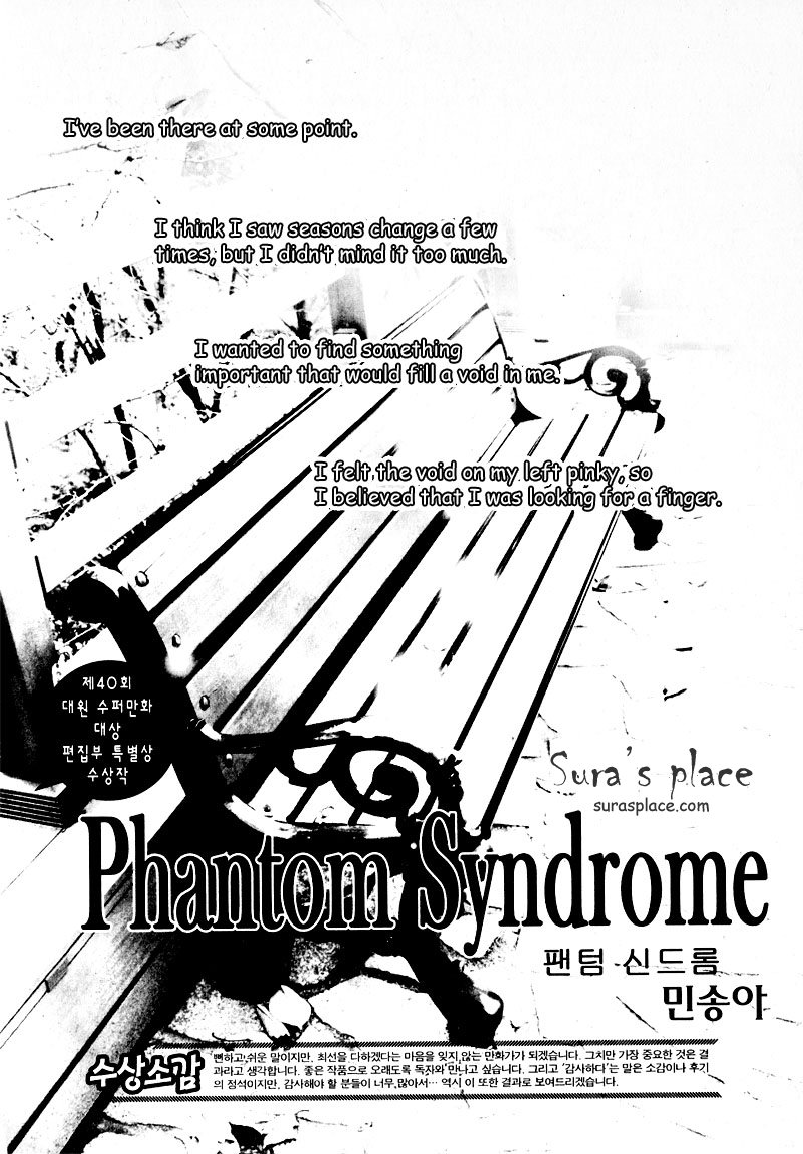 I've been there at some point.
I think I saw seasons change a few
times, but I didn't mind it too much.
I wanted to find something
important that would fill a void in me.
I felt the void on my left pinky, so
I believed that I was looking for a finger.
제40회
대원 수퍼만화
대상
편집부 특별상
수상작
Sura's place
surasplace.com
Phantom Syndrome
팬텀 신드롬
민송아
수상소감
뻔하고 쉬운 말이지만, 최선을 다하겠다는 마음을 잊지 않는 만화가가 되겠습니다. 그치만 가장 중요한 것은 결
과라고 생각합니다. 좋은 작품으로 오래도록 독자와 만나고 싶습니다. 그리고 '감사하다'는 말은 소감이나 후기
의 정석이지만, 감사해야 할 분들이 너무 많아서… 역시 이 또한 결과로 보여드리겠습니다.